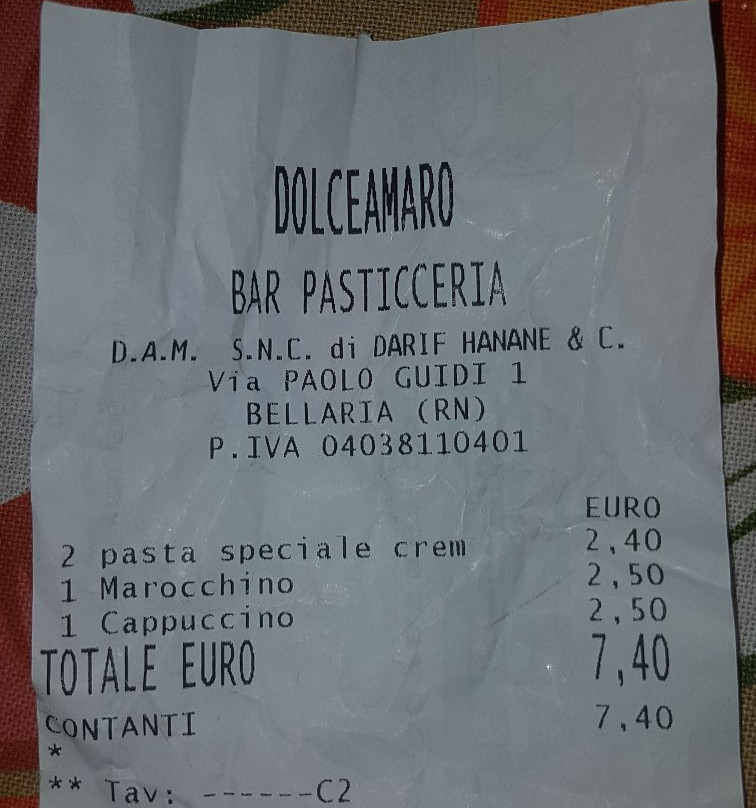 DOLCEAMARO
BAR PASTICCERIA
D.A.M. S.N.C. di DARIF HANANE & C.
Via PAOLO GUIDI 1
BELLARIA (RN)
P.IVA 04038110401
EURO
2 pasta speciale crem 2,40
1 Marocchino 2,50
1 Cappuccino 2,50
TOTALE EURO 7,40
CONTANTI 7,40
*
** Tav: ------C2